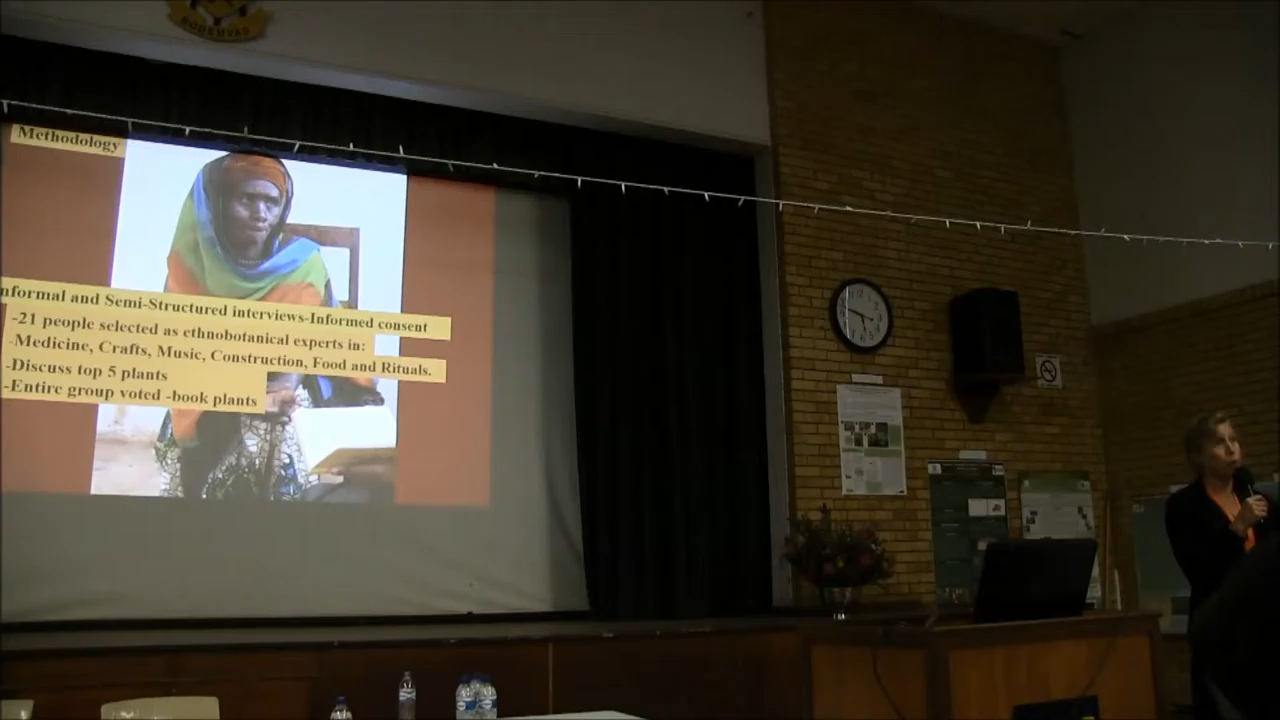 BODEMVAS
Methodology
nformal and Semi-Structured interviews-Informed consent
-21 people selected as ethnobotanical experts in:
-Medicine, Crafts, Music, Construction, Food and Rituals.
-Discuss top 5 plants
-Entire group voted -book plants